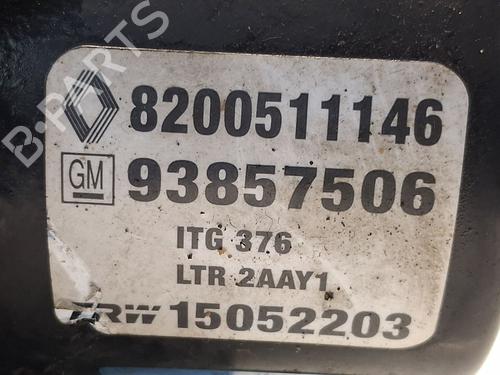 8200511146
GM 93857506
ITG 376
LTR 2AAY1
TRW 15052203
B-PARTS